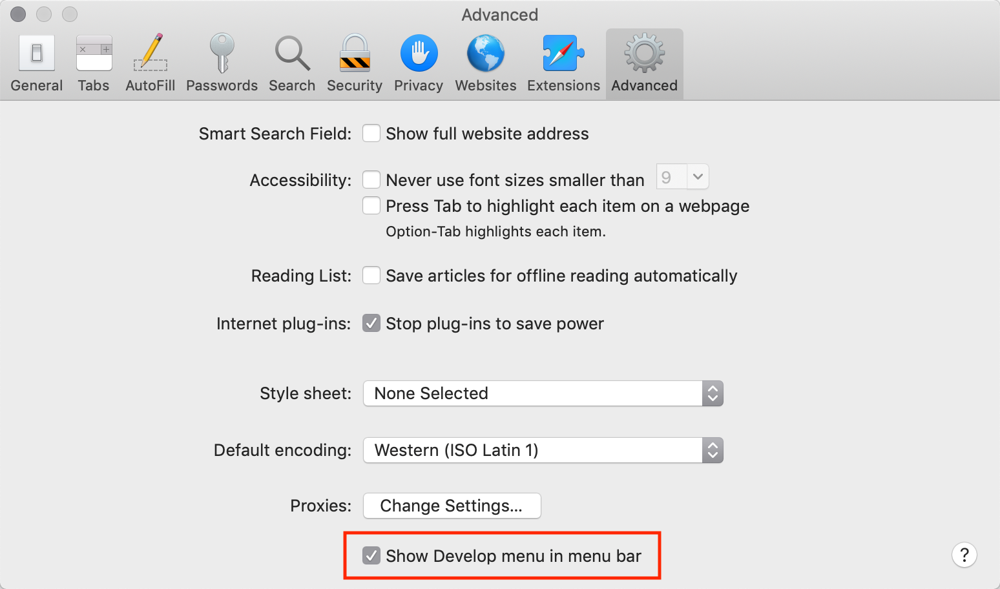 Advanced
General Tabs AutoFill Passwords Search Security Privacy Websites Extensions Advanced
Smart Search Field: Show full website address
Accessibility: Never use font sizes smaller than 9
Press Tab to highlight each item on a webpage
Option-Tab highlights each item.
Reading List: Save articles for offline reading automatically
Internet plug-ins: Stop plug-ins to save power
Style sheet: None Selected
Default encoding: Western (ISO Latin 1)
Proxies: Change Settings...
Show Develop menu in menu bar
?